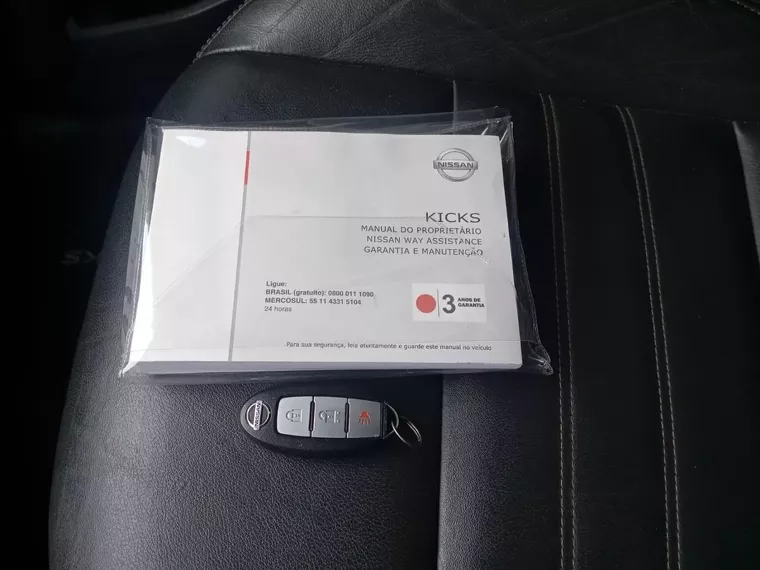 NISSAN
KICKS
MANUAL DO PROPRIETÁRIO
NISSAN WAY ASSISTANCE
GARANTIA E MANUTENÇÃO
Ligue:
BRASIL (gratuito): 0800 011 1090
MERCOSUL: 55 11 4331 5104
24 horas
3 ANOS DE
GARANTIA
Para sua segurança, leia atentamente e guarde este manual no veículo
NISSAN